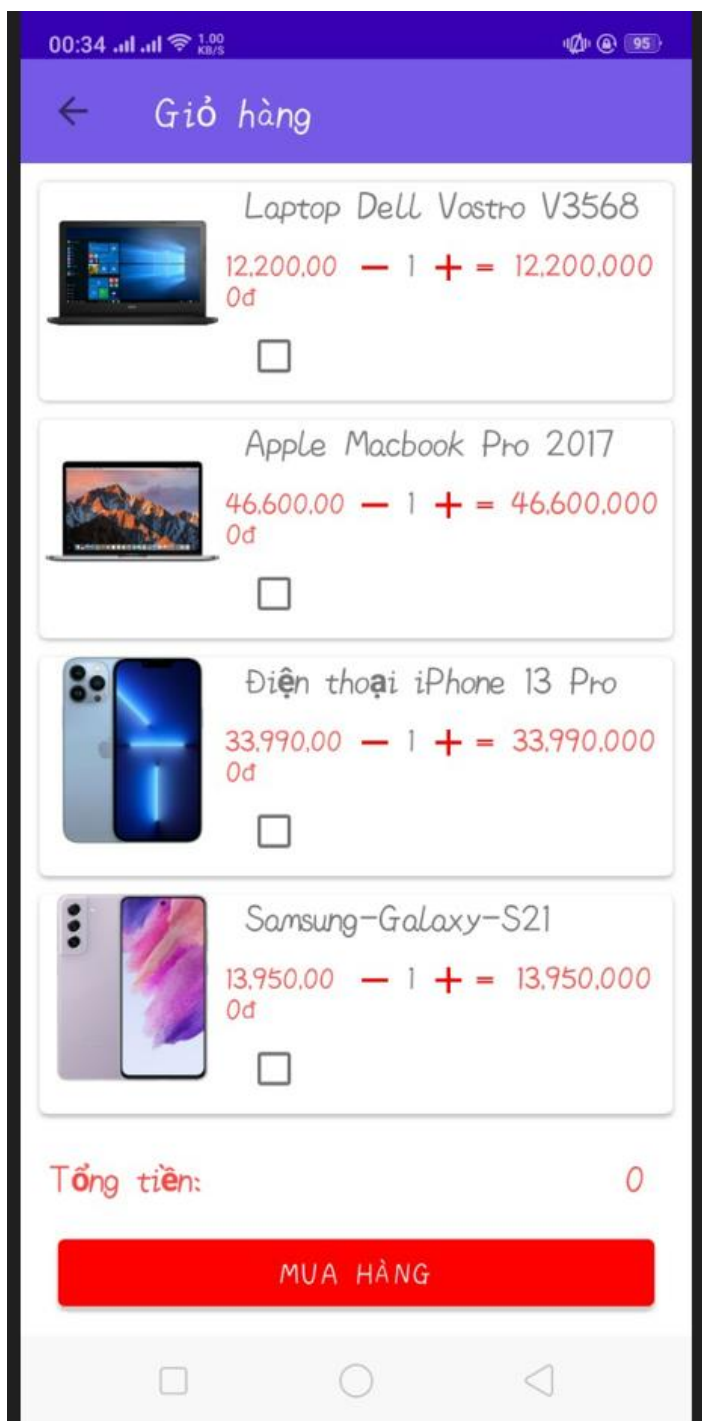 00:34 1.00 KB/S 95
Giỏ hàng
Laptop Dell Vostro V3568
12,200,00 1 = 12,200,000
0đ
Apple Macbook Pro 2017
46,600,00 1 = 46,600,000
0đ
Điện thoại iPhone 13 Pro
33,990,00 1 = 33,990,000
0đ
Samsung-Galaxy-S21
13,950,00 1 = 13,950,000
0đ
Tổng tiền: 0
MUA HÀNG